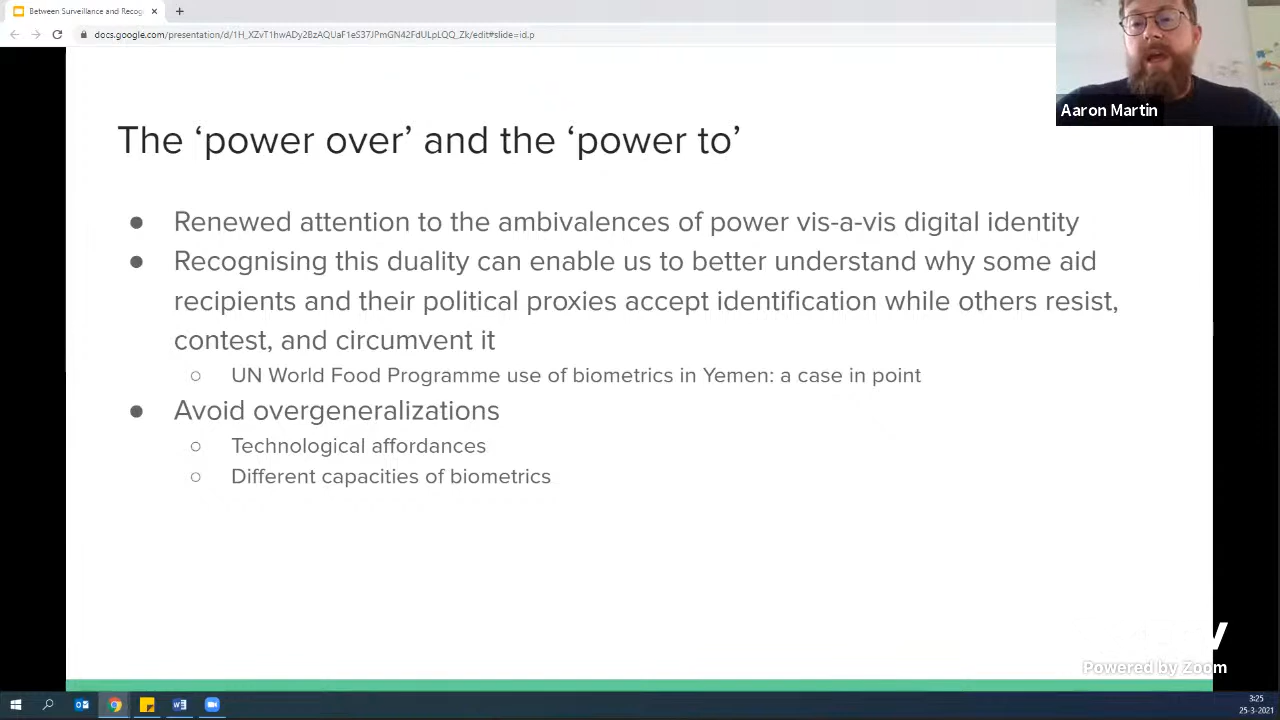 Between Surveillance and Recog
docs.google.com/presentation/d/1H_XZvT1hwADy2BzAQUaF1eS37JPmGN42FdULpLQQ_Zk/edit#slide=id.p
Aaron Martin
The ‘power over’ and the ‘power to’
● Renewed attention to the ambivalences of power vis-a-vis digital identity
● Recognising this duality can enable us to better understand why some aid
recipients and their political proxies accept identification while others resist,
contest, and circumvent it
○ UN World Food Programme use of biometrics in Yemen: a case in point
● Avoid overgeneralizations
○ Technological affordances
○ Different capacities of biometrics
Powered by Zoom
3:25
25-3-2021